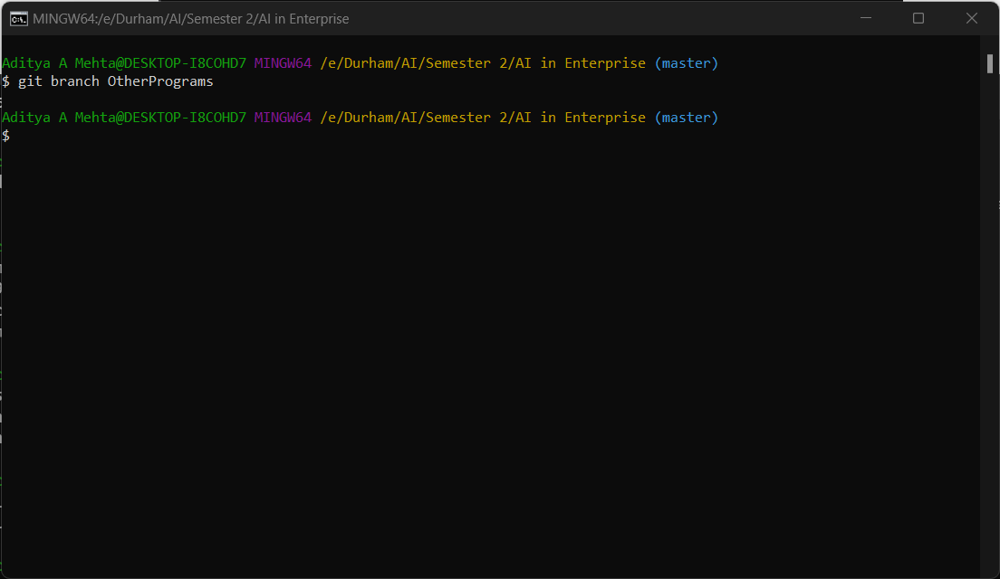 MINGW64:/e/Durham/AI/Semester 2/AI in Enterprise
Aditya A Mehta@DESKTOP-I8COHD7 MINGW64 /e/Durham/AI/Semester 2/AI in Enterprise (master)
$ git branch OtherPrograms
Aditya A Mehta@DESKTOP-I8COHD7 MINGW64 /e/Durham/AI/Semester 2/AI in Enterprise (master)
$